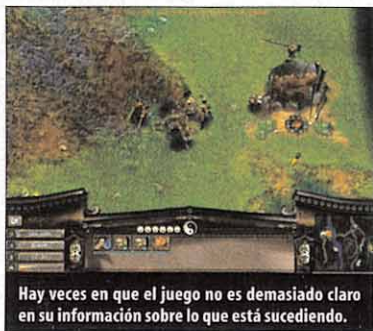 Hay veces en que el juego no es demasiado claro
en su información sobre lo que está sucediendo.